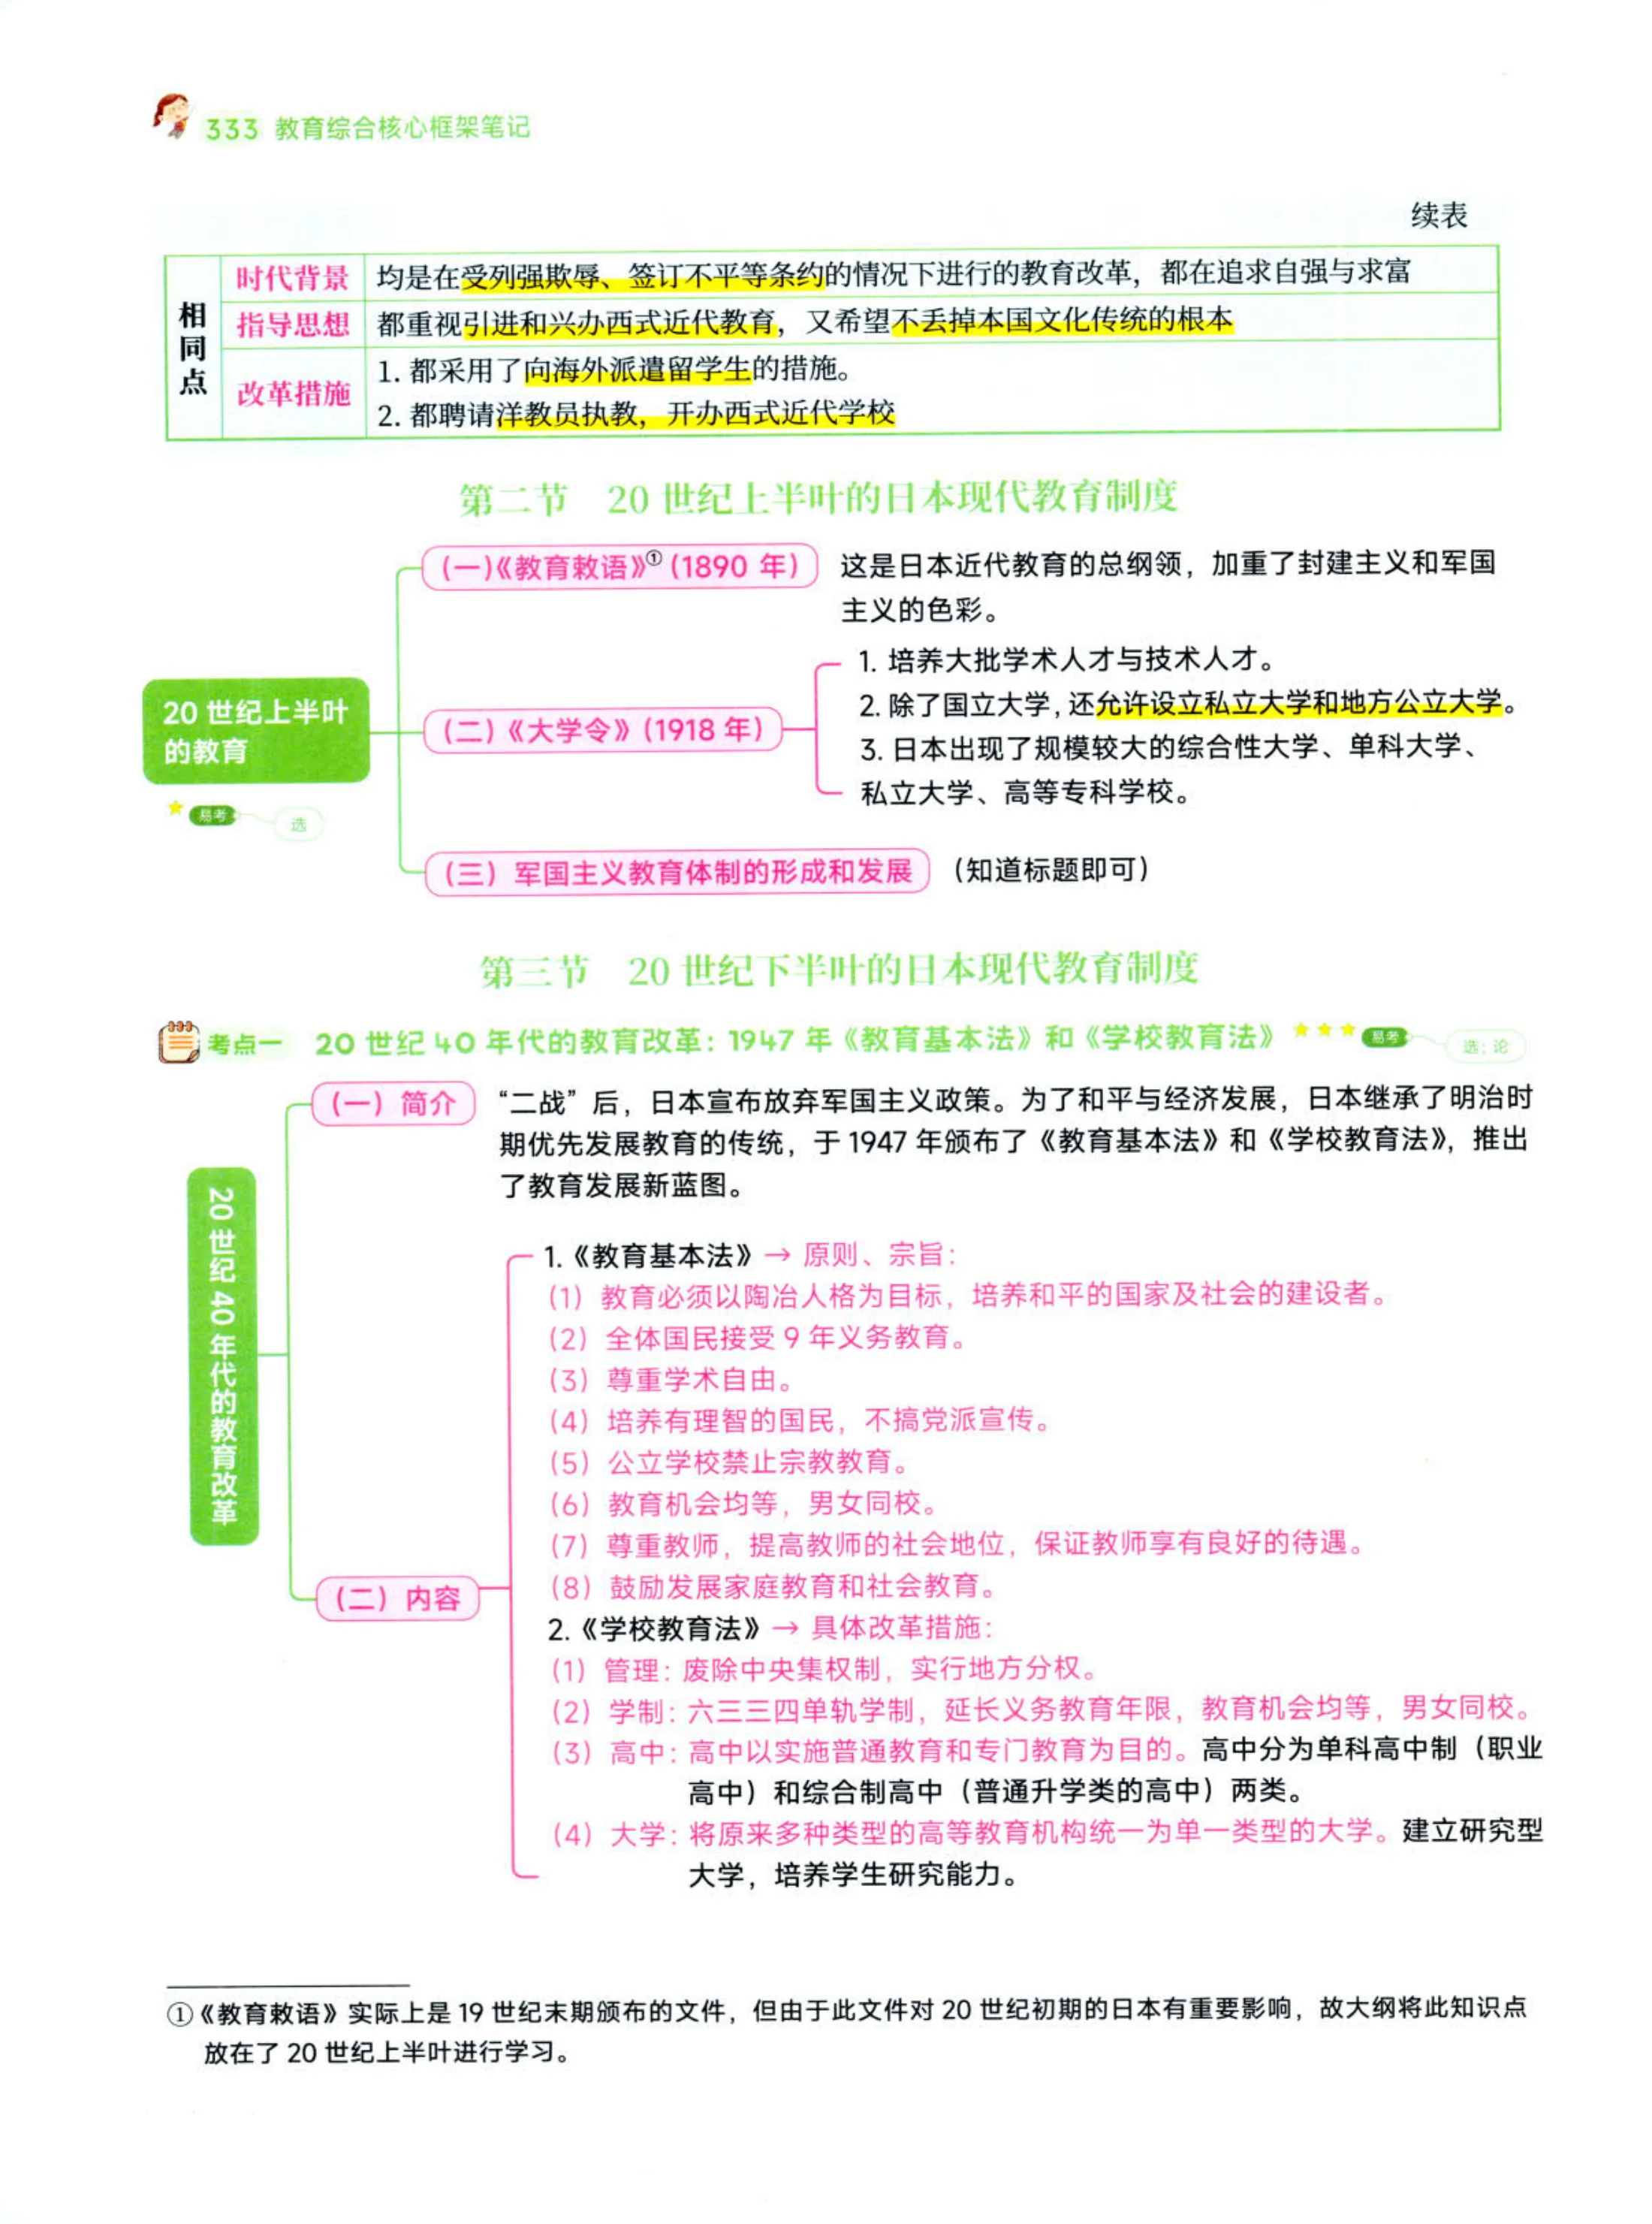 333 教育综合核心框架笔记
续表
相同点
时代背景 均是在受列强欺辱、签订不平等条约的情况下进行的教育改革，都在追求自强与求富
指导思想 都重视引进和兴办西式近代教育，又希望不丢掉本国文化传统的根本
改革措施
1. 都采用了向海外派遣留学生的措施。
2. 都聘请洋教员执教，开办西式近代学校
第二节 20 世纪上半叶的日本现代教育制度
20 世纪上半叶
的教育
易考 选
（一）《教育敕语》①（1890 年） 这是日本近代教育的总纲领，加重了封建主义和军国
主义的色彩。
（二）《大学令》（1918 年）
1. 培养大批学术人才与技术人才。
2. 除了国立大学，还允许设立私立大学和地方公立大学。
3. 日本出现了规模较大的综合性大学、单科大学、
私立大学、高等专科学校。
（三）军国主义教育体制的形成和发展 （知道标题即可）
第三节 20 世纪下半叶的日本现代教育制度
考点一 20 世纪 40 年代的教育改革：1947 年《教育基本法》和《学校教育法》 易考 选；论
20 世纪 40 年代的教育改革
（一）简介 “二战”后，日本宣布放弃军国主义政策。为了和平与经济发展，日本继承了明治时
期优先发展教育的传统，于 1947 年颁布了《教育基本法》和《学校教育法》，推出
了教育发展新蓝图。
（二）内容
1.《教育基本法》→ 原则、宗旨：
（1）教育必须以陶冶人格为目标，培养和平的国家及社会的建设者。
（2）全体国民接受 9 年义务教育。
（3）尊重学术自由。
（4）培养有理智的国民，不搞党派宣传。
（5）公立学校禁止宗教教育。
（6）教育机会均等，男女同校。
（7）尊重教师，提高教师的社会地位，保证教师享有良好的待遇。
（8）鼓励发展家庭教育和社会教育。
2.《学校教育法》→ 具体改革措施：
（1）管理：废除中央集权制，实行地方分权。
（2）学制：六三三四单轨学制，延长义务教育年限，教育机会均等，男女同校。
（3）高中：高中以实施普通教育和专门教育为目的。高中分为单科高中制（职业
高中）和综合制高中（普通升学类的高中）两类。
（4）大学：将原来多种类型的高等教育机构统一为单一类型的大学。建立研究型
大学，培养学生研究能力。
①《教育敕语》实际上是 19 世纪末期颁布的文件，但由于此文件对 20 世纪初期的日本有重要影响，故大纲将此知识点
放在了 20 世纪上半叶进行学习。